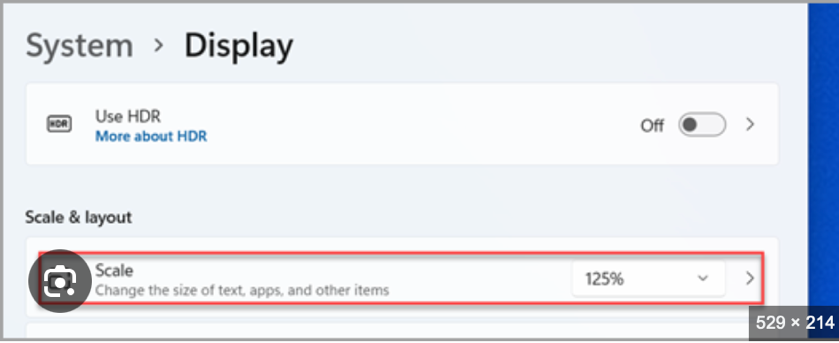 System > Display
HDR
Use HDR
More about HDR
Off
Scale & layout
Scale
Change the size of text, apps, and other items
125%
529 × 214